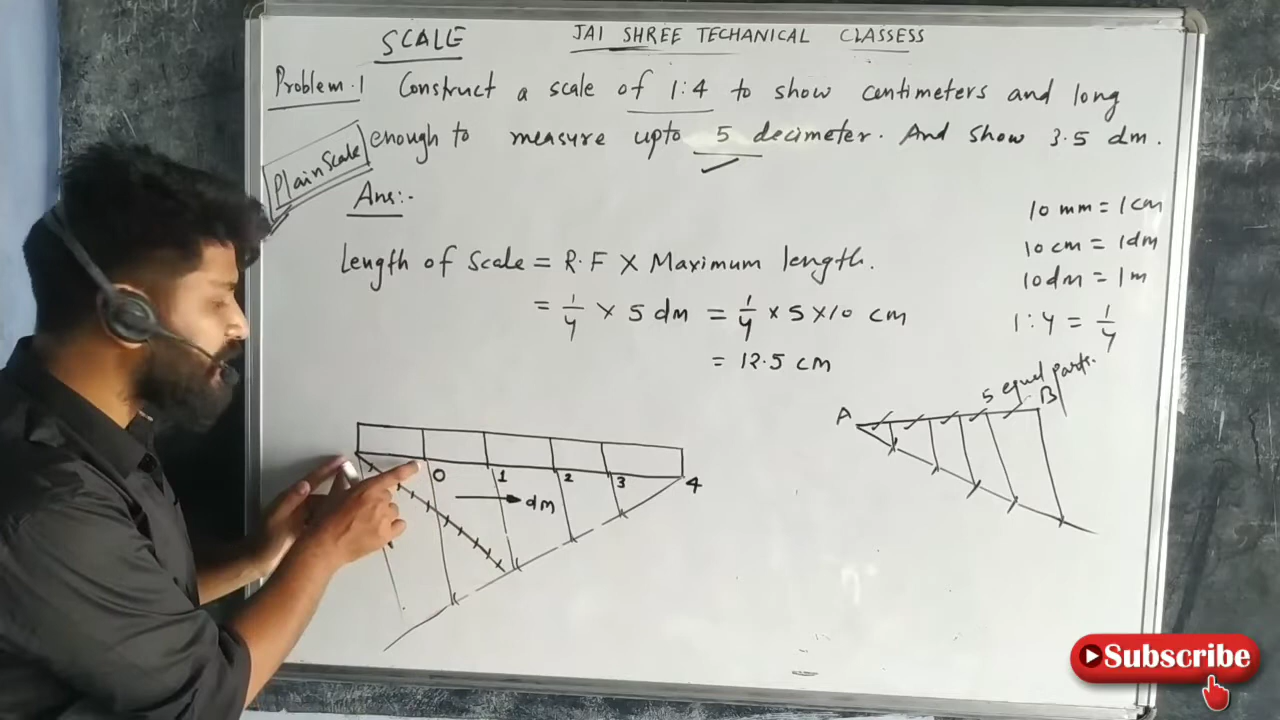 SCALE
JAI SHREE TECHANICAL CLASSESS
Problem.1 Construct a scale of 1:4 to show centimeters and long
enough to measure upto 5 decimeter. And show 3.5 dm.
Plain Scale
Ans:-
10 mm = 1 cm
10 cm = 1 dm
10 dm = 1 m
1:4 = 1/4
Length of Scale = R.F X Maximum length.
= 1/4 × 5 dm = 1/4 × 5 × 10 cm
= 12.5 cm
5 equal parts.
A B
0 1 2 3 4
dm
Subscribe